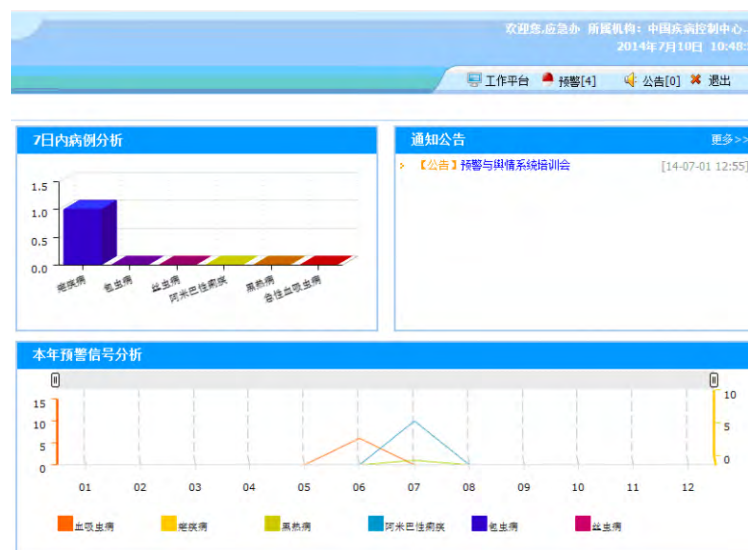 欢迎您,应急办 所属机构: 中国疾病控制中心
2014年7月10日 10:48:
工作平台 预警[4] 公告[0] 退出
7日内病例分析
通知公告 更多>>
【公告】预警与舆情系统培训会 [14-07-01 12:55]
1.5
1.0
0.5
0.0
疟疾病 包虫病 丝虫病 阿米巴性痢疾 黑热病 急性血吸虫病
本年预警信号分析
15 10
10 5
5 0
0
01 02 03 04 05 06 07 08 09 10 11 12
血吸虫病 疟疾病 黑热病 阿米巴性痢疾 包虫病 丝虫病